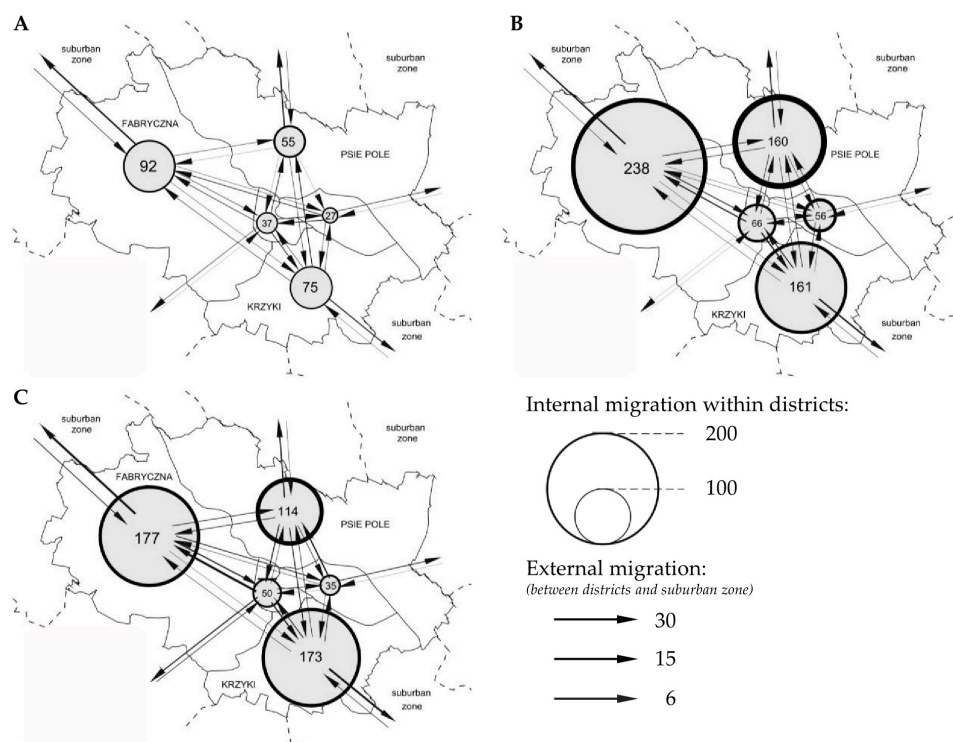 A
suburban
zone
suburban
zone
FABRYCZNA
55
PSIE POLE
92
37
27
75
KRZYKI
suburban
zone
B
suburban
zone
suburban
zone
FABRYCZNA
160
PSIE POLE
238
66
56
161
KRZYKI
suburban
zone
C
suburban
zone
suburban
zone
FABRYCZNA
114
PSIE POLE
177
50
35
173
KRZYKI
suburban
zone
Internal migration within districts:
200
100
External migration:
(between districts and suburban zone)
30
15
6